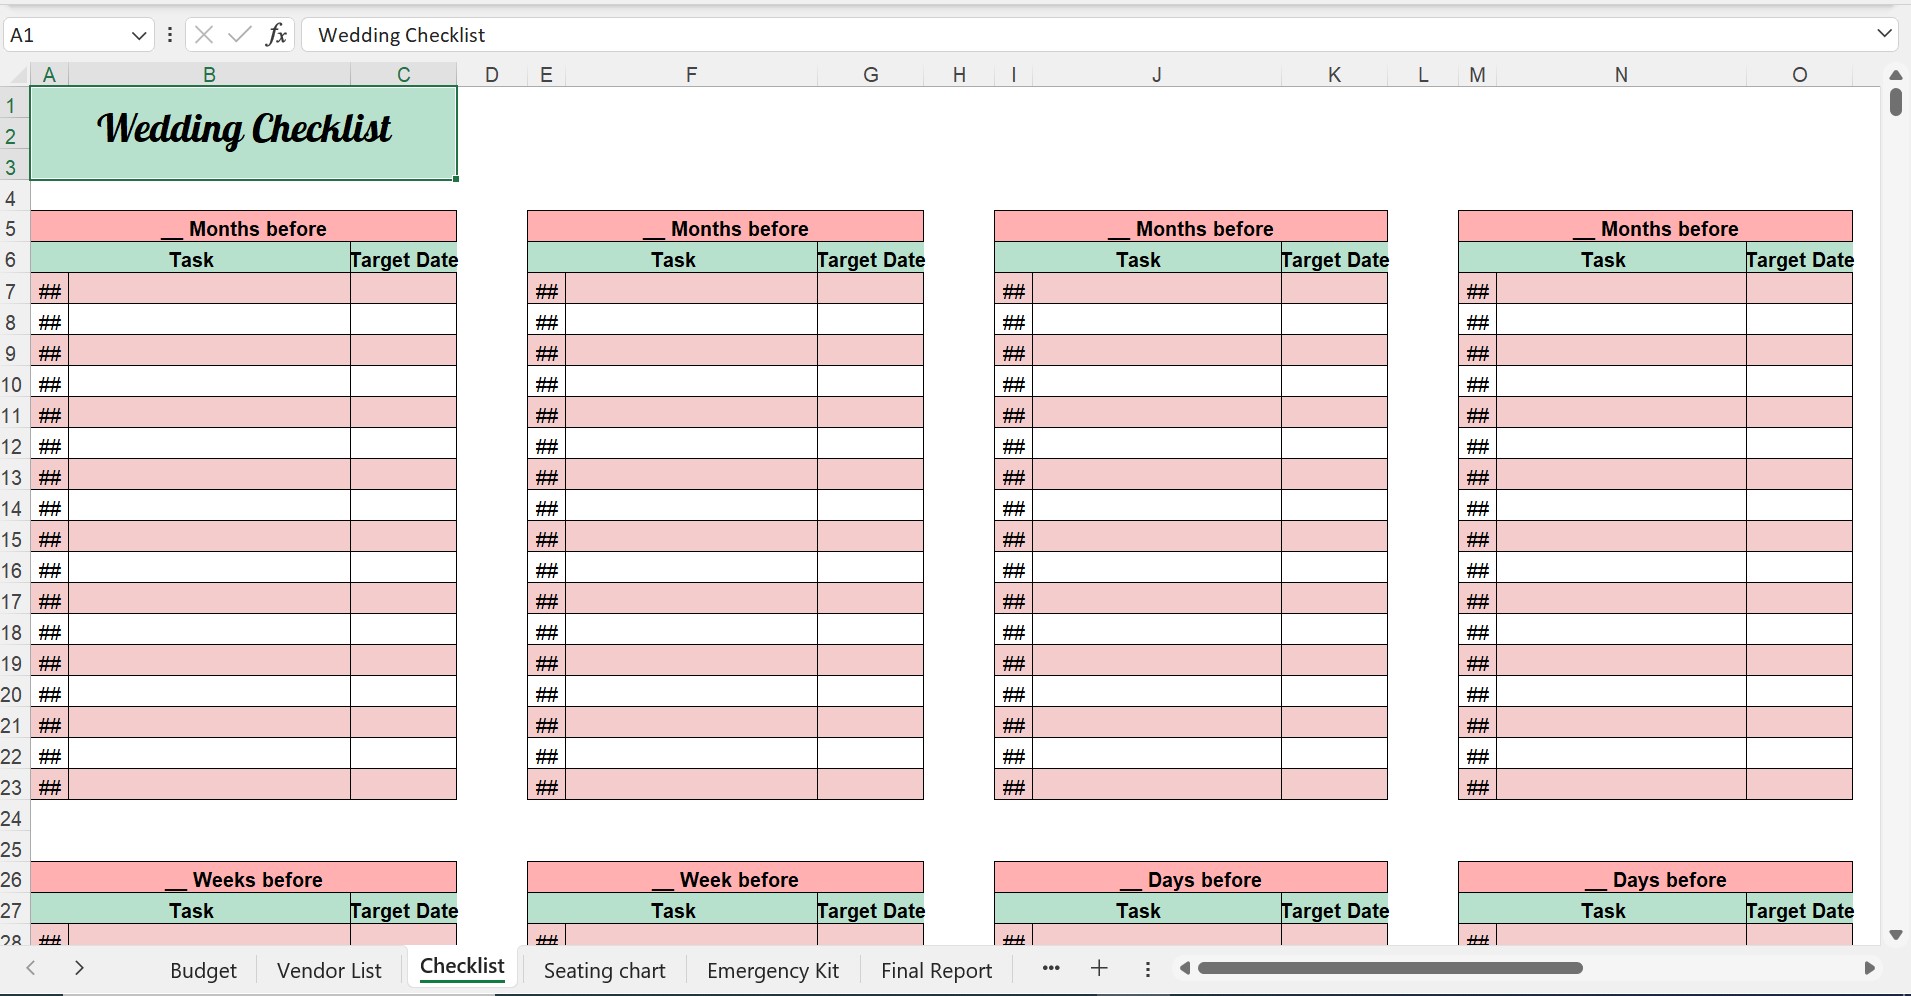 A1 fx Wedding Checklist
A B C D E F G H I J K L M N O
1
Wedding Checklist
2
3
4
5 __ Months before __ Months before __ Months before __ Months before
6 Task Target Date Task Target Date Task Target Date Task Target Date
7 ## ## ## ##
8 ## ## ## ##
9 ## ## ## ##
10 ## ## ## ##
11 ## ## ## ##
12 ## ## ## ##
13 ## ## ## ##
14 ## ## ## ##
15 ## ## ## ##
16 ## ## ## ##
17 ## ## ## ##
18 ## ## ## ##
19 ## ## ## ##
20 ## ## ## ##
21 ## ## ## ##
22 ## ## ## ##
23 ## ## ## ##
24
25
26 __ Weeks before __ Week before __ Days before __ Days before
27 Task Target Date Task Target Date Task Target Date Task Target Date
28 ## ## ## ##
Budget Vendor List Checklist Seating chart Emergency Kit Final Report ... +